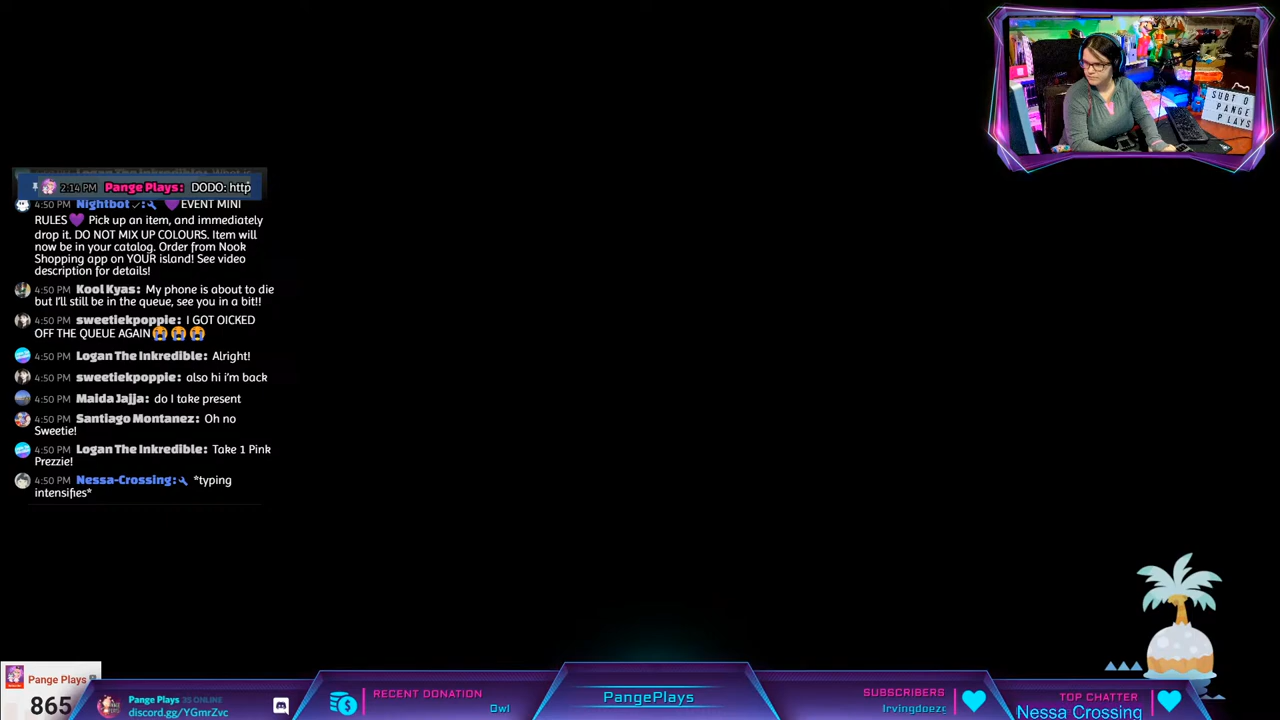 SUBT O
PANGE
PLAYS
2:14 PM Pange Plays: DODO: http
4:50 PM Nightbot ✓: 💜EVENT MINI
RULES💜 Pick up an item, and immediately
drop it. DO NOT MIX UP COLOURS. Item will
now be in your catalog. Order from Nook
Shopping app on YOUR island! See video
description for details!
4:50 PM Kool Kyas: My phone is about to die
but I'll still be in the queue, see you in a bit!!
4:50 PM sweetiekpoppie: I GOT OICKED
OFF THE QUEUE AGAIN😭😭😭
4:50 PM Logan The Inkredible: Alright!
4:50 PM sweetiekpoppie: also hi i'm back
4:50 PM Maida Jajja: do I take present
4:50 PM Santiago Montanez: Oh no
Sweetie!
4:50 PM Logan The Inkredible: Take 1 Pink
Prezzie!
4:50 PM Nessa-Crossing: *typing
intensifies*
Pange Plays
865
Pange Plays 35 ONLINE
discord.gg/YGmrZvc
RECENT DONATION
Owl
PangePlays
SUBSCRIBERS
Irvingdoezs
TOP CHATTER
Nessa Crossing